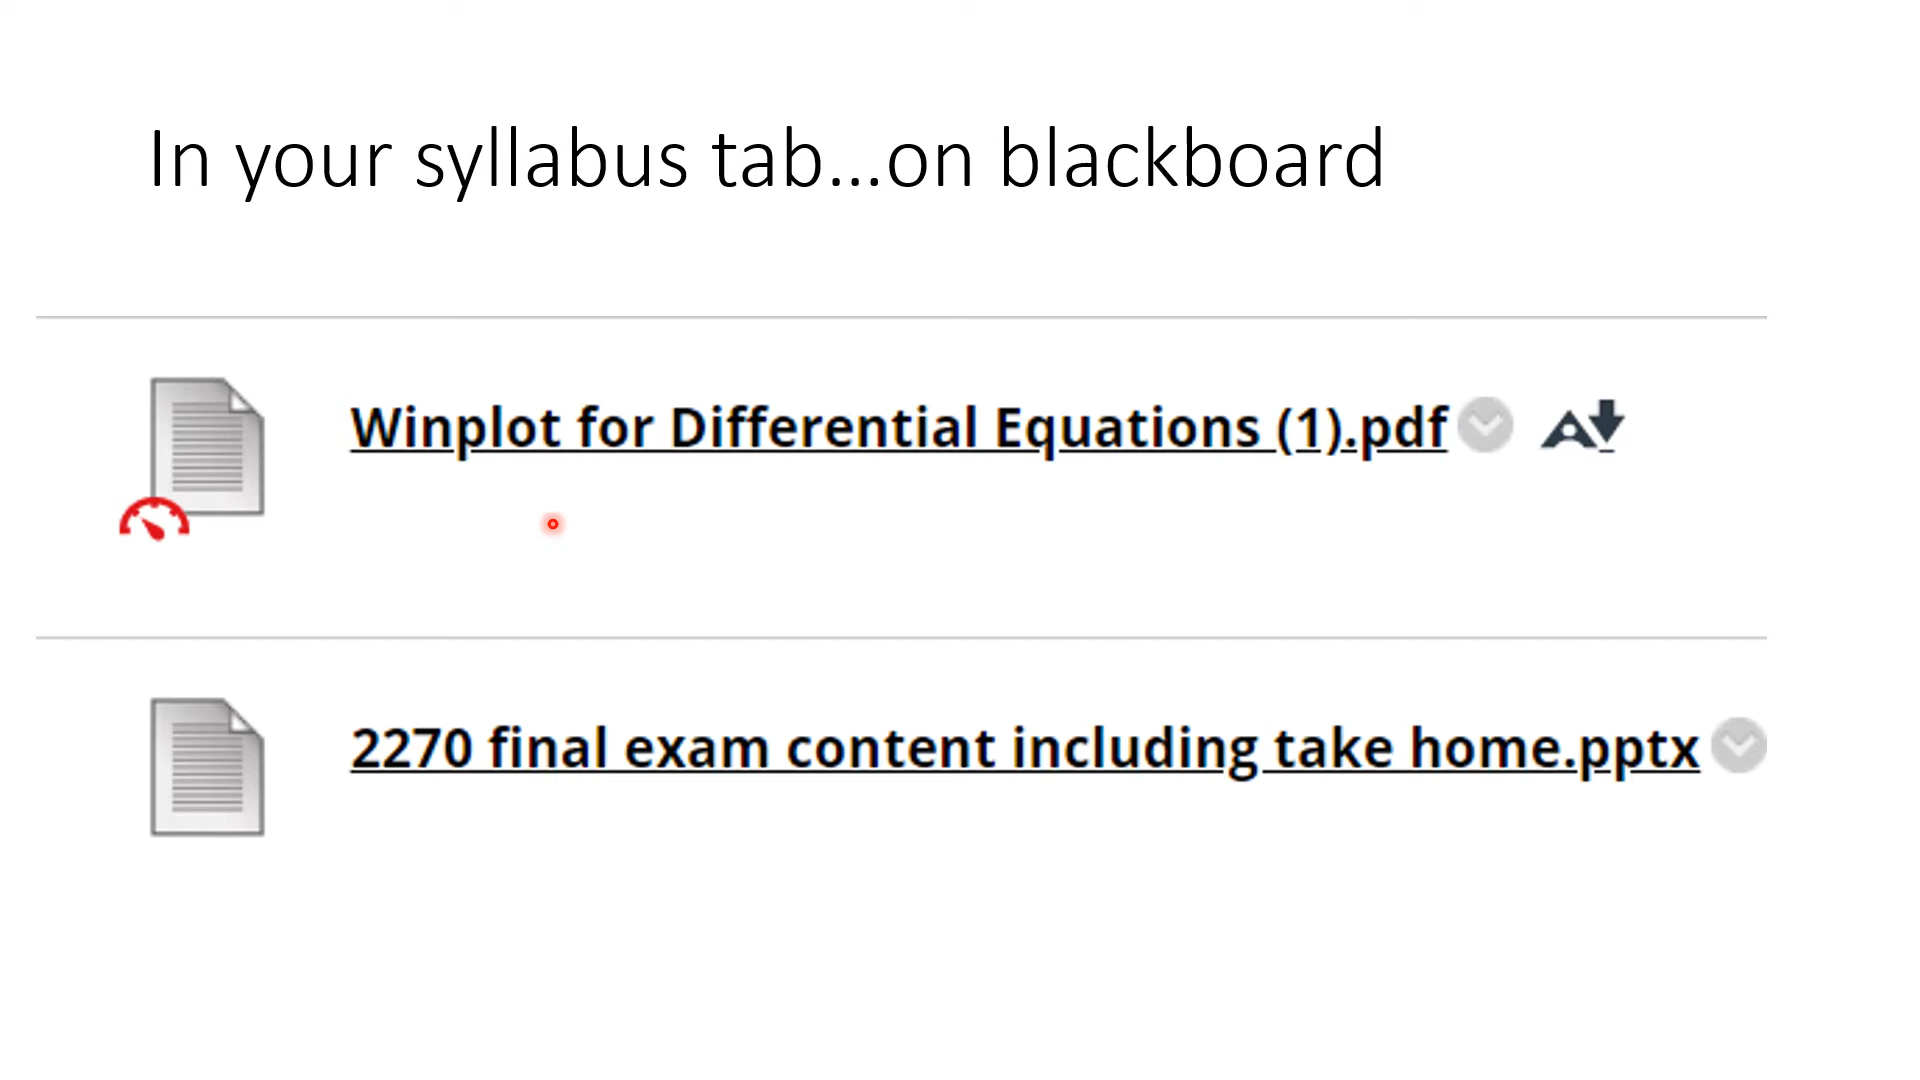 In your syllabus tab...on blackboard
Winplot for Differential Equations (1).pdf
2270 final exam content including take home.pptx